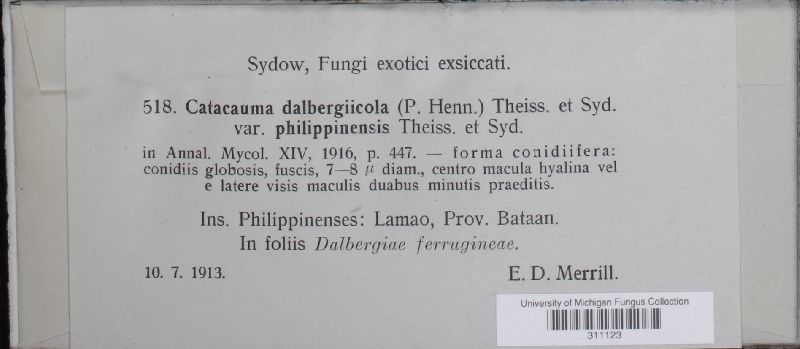 Sydow, Fungi exotici exsiccati.
518. Catacauma dalbergiicola (P. Henn.) Theiss. et Syd.
var. philippinensis Theiss. et Syd.
in Annal. Mycol. XIV, 1916, p. 447. — forma conidiifera:
conidiis globosis, fuscis, 7—8 μ diam., centro macula hyalina vel
e latere visis maculis duabus minutis praeditis.
Ins. Philippinenses: Lamao, Prov. Bataan.
In foliis Dalbergiae ferrugineae.
10. 7. 1913. E. D. Merrill.
University of Michigan Fungus Collection
311123